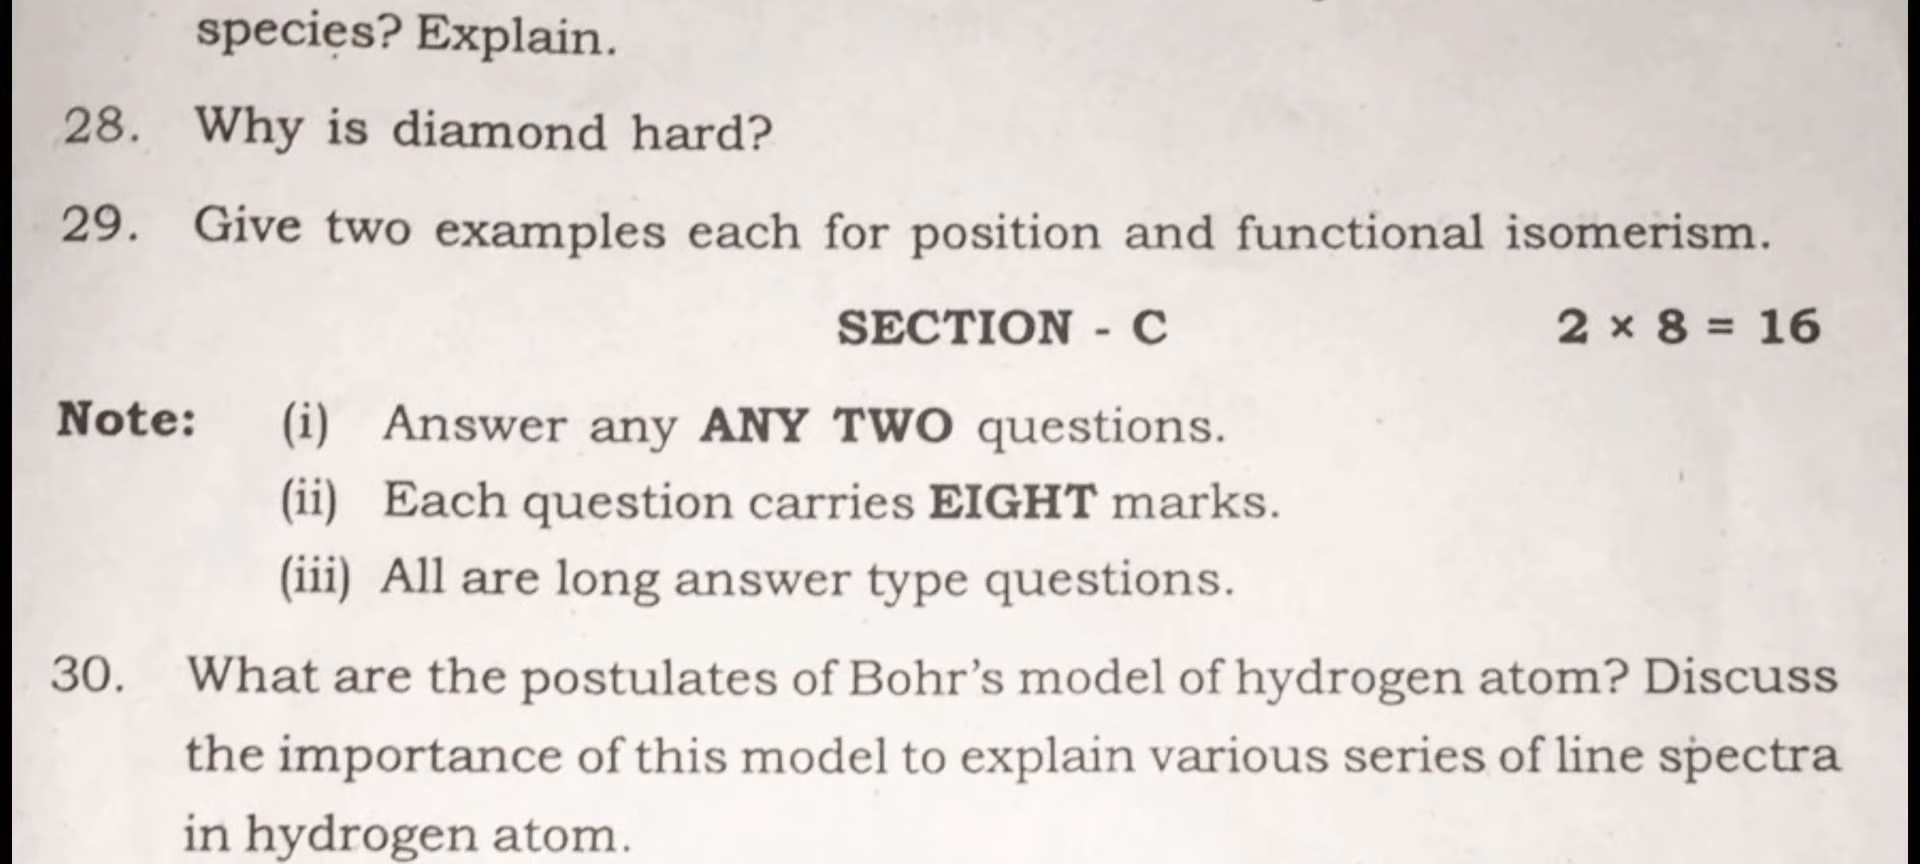 species? Explain.
28. Why is diamond hard?
29. Give two examples each for position and functional isomerism.
SECTION - C 2 × 8 = 16
Note: (i) Answer any ANY TWO questions.
(ii) Each question carries EIGHT marks.
(iii) All are long answer type questions.
30. What are the postulates of Bohr's model of hydrogen atom? Discuss
the importance of this model to explain various series of line spectra
in hydrogen atom.